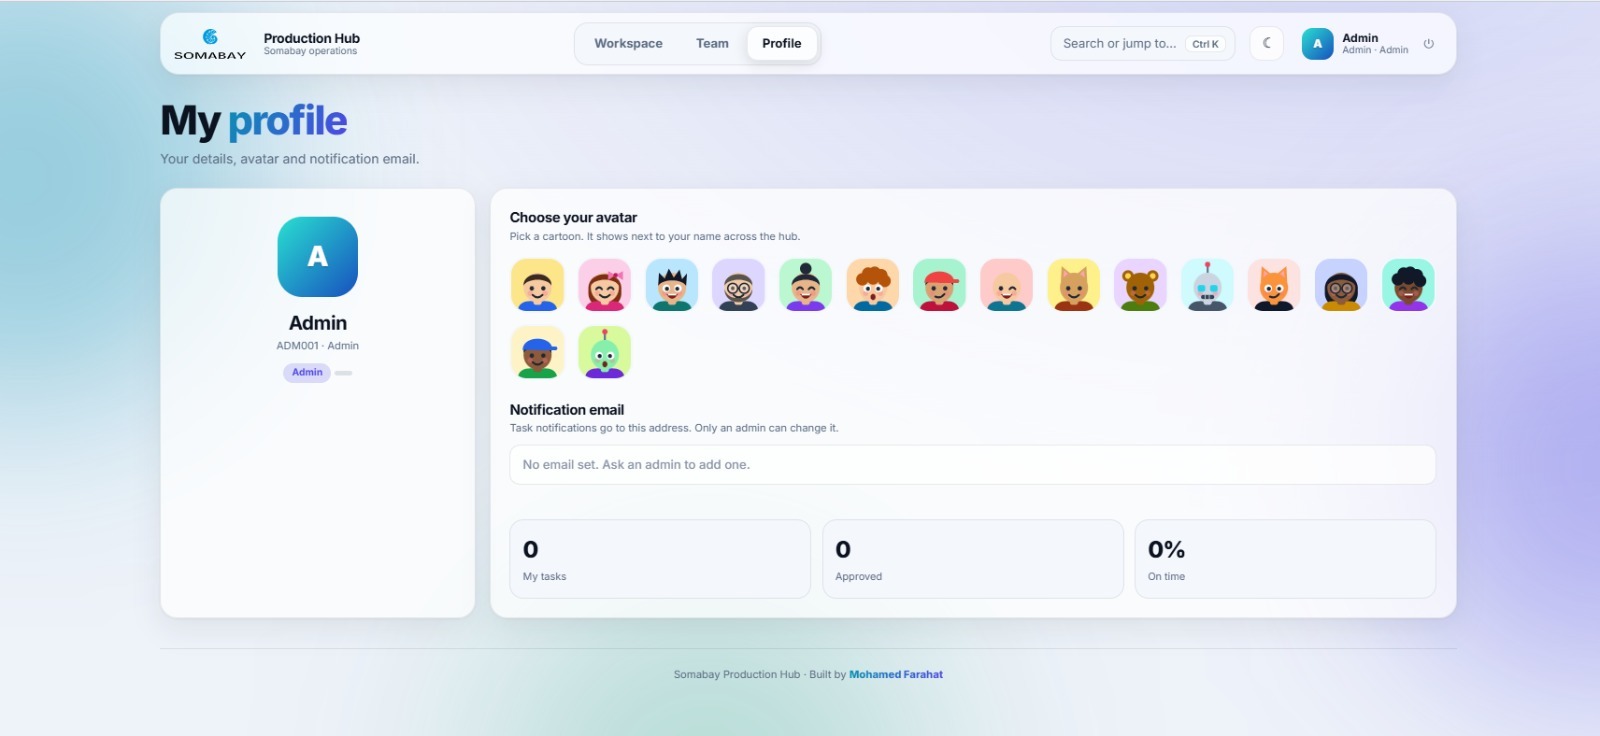 SOMABAY
Production Hub
Somabay operations
Workspace
Team
Profile
Search or jump to...
Ctrl K
A
Admin
Admin · Admin
My profile
Your details, avatar and notification email.
A
Admin
ADM001 · Admin
Admin
Choose your avatar
Pick a cartoon. It shows next to your name across the hub.
Notification email
Task notifications go to this address. Only an admin can change it.
No email set. Ask an admin to add one.
0
My tasks
0
Approved
0%
On time
Somabay Production Hub · Built by Mohamed Farahat